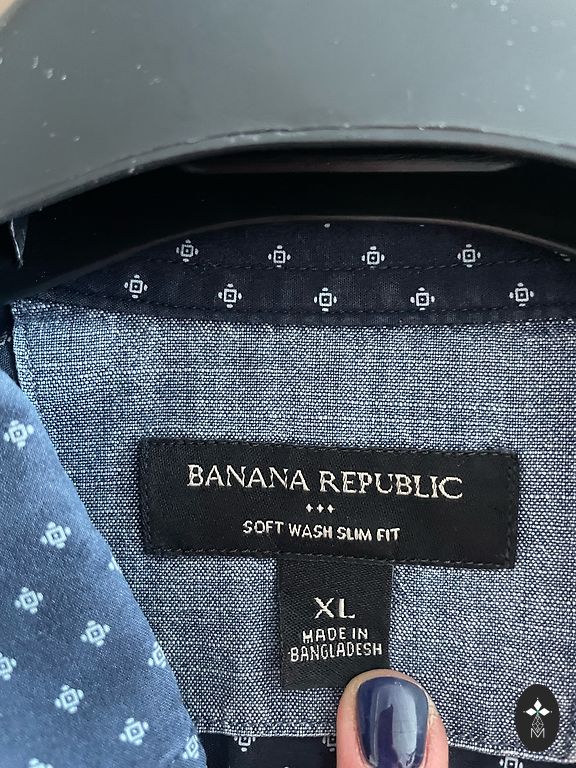 BANANA REPUBLIC
SOFT WASH SLIM FIT
XL
MADE IN
BANGLADESH
M